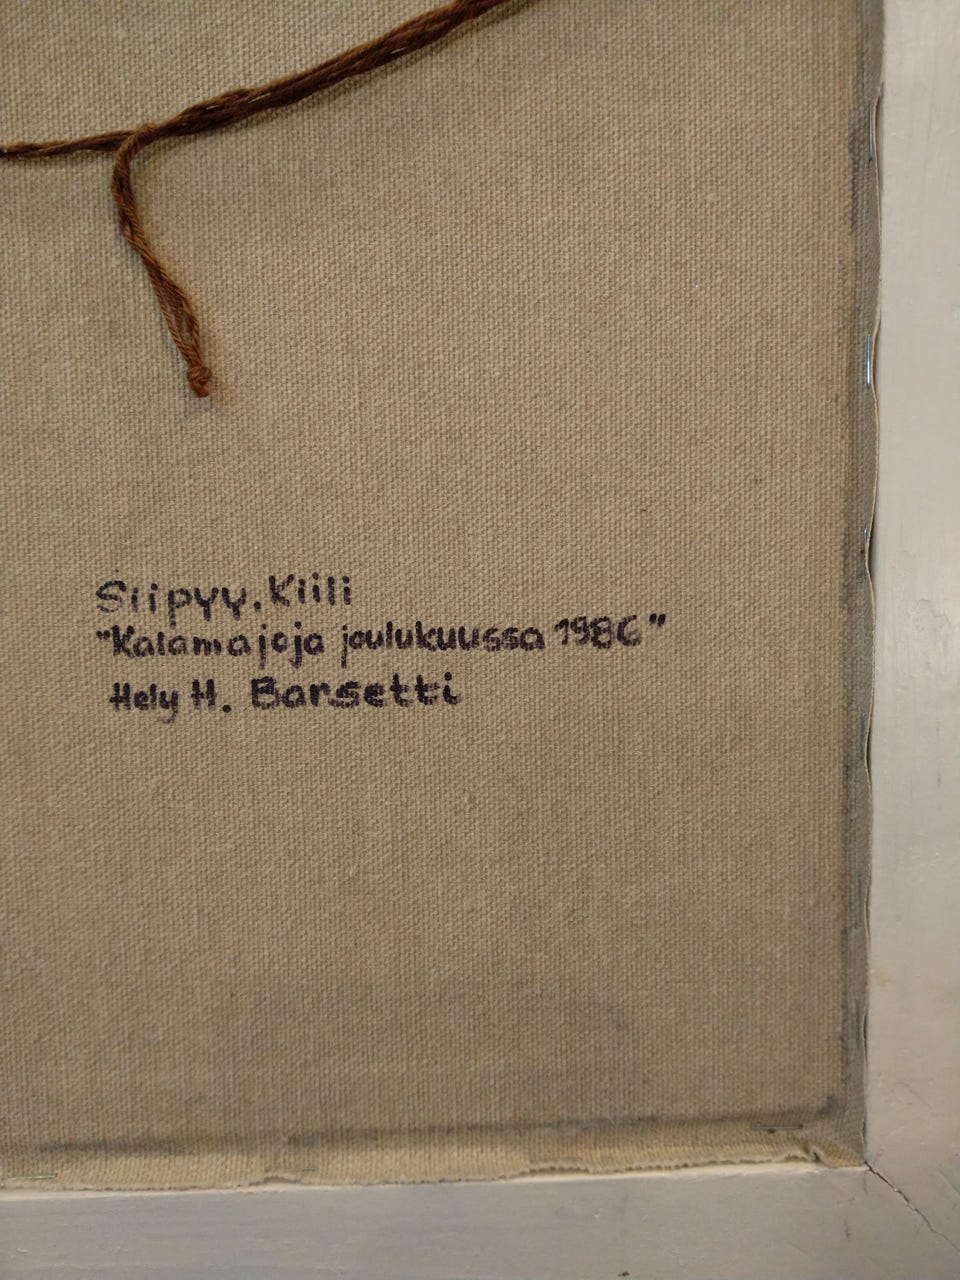 Siipyy, Kiili
"Kalamajoja joulukuussa 1986"
Hely H. Barsetti